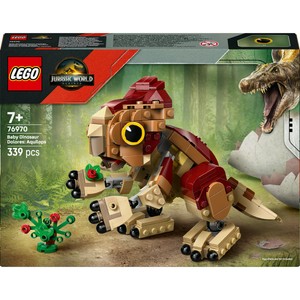 LEGO
JURASSIC WORLD
7+
76970
Baby Dinosaur
Dolores: Aquilops
339 pcs